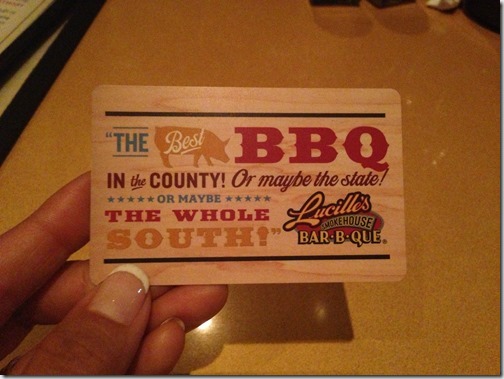 "THE Best BBQ
IN the COUNTY! Or maybe the state!
OR MAYBE
THE WHOLE
SOUTH!"
Lucille's
SMOKEHOUSE
BAR·B·QUE®